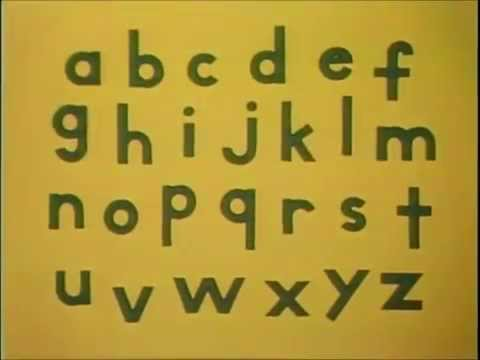 a b c d e f
g h i j k l m
n o p q r s t
u v w x y z